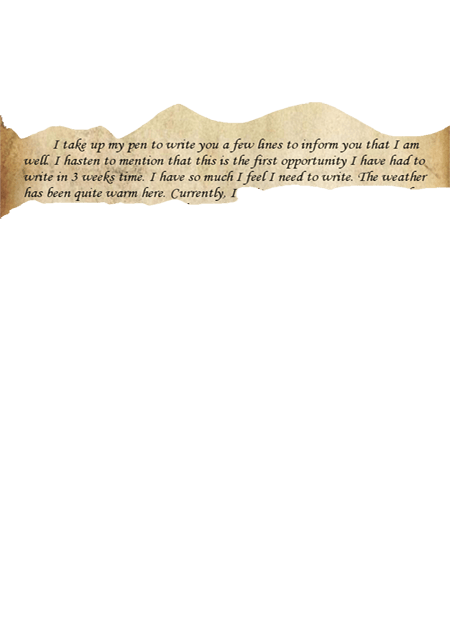 I take up my pen to write you a few lines to inform you that I am
well. I hasten to mention that this is the first opportunity I have had to
write in 3 weeks time. I have so much I feel I need to write. The weather
has been quite warm here. Currently, I